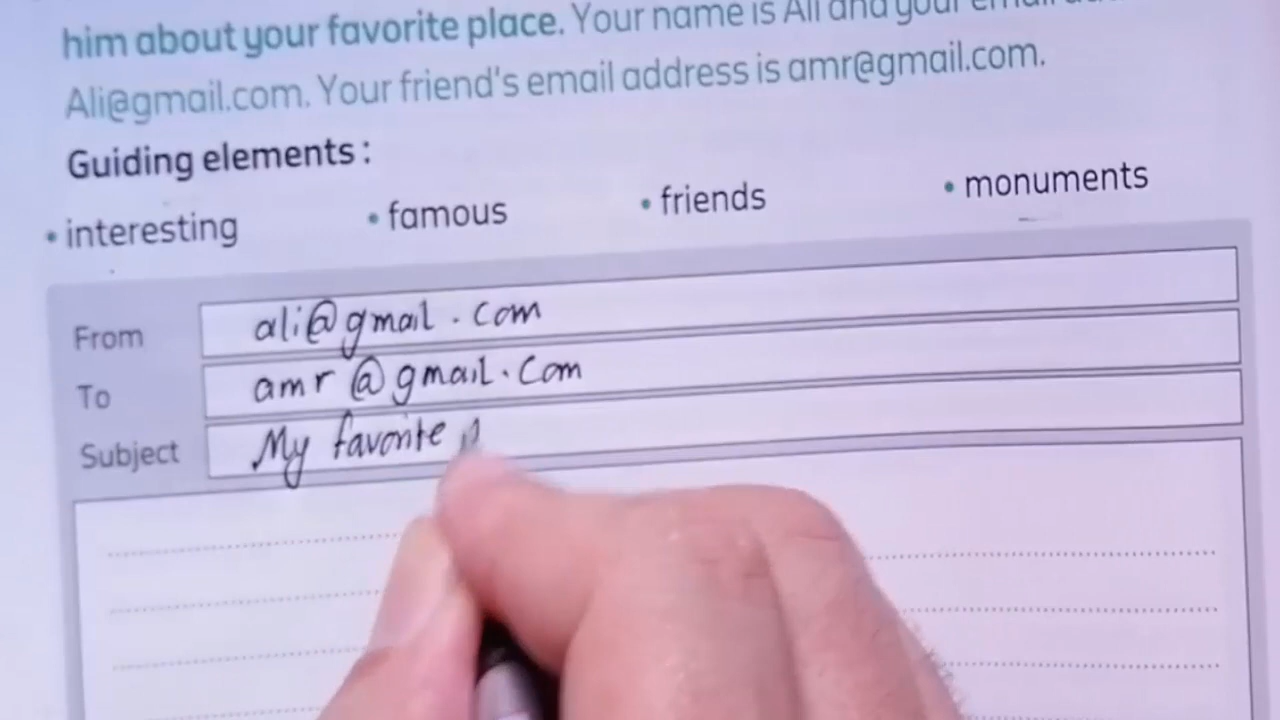 him about your favorite place. Your name is Ali and your email
Ali@gmail.com. Your friend's email address is amr@gmail.com.
Guiding elements :
• interesting • famous • friends • monuments
From ali@gmail.com
To amr@gmail.com
Subject My favorite p